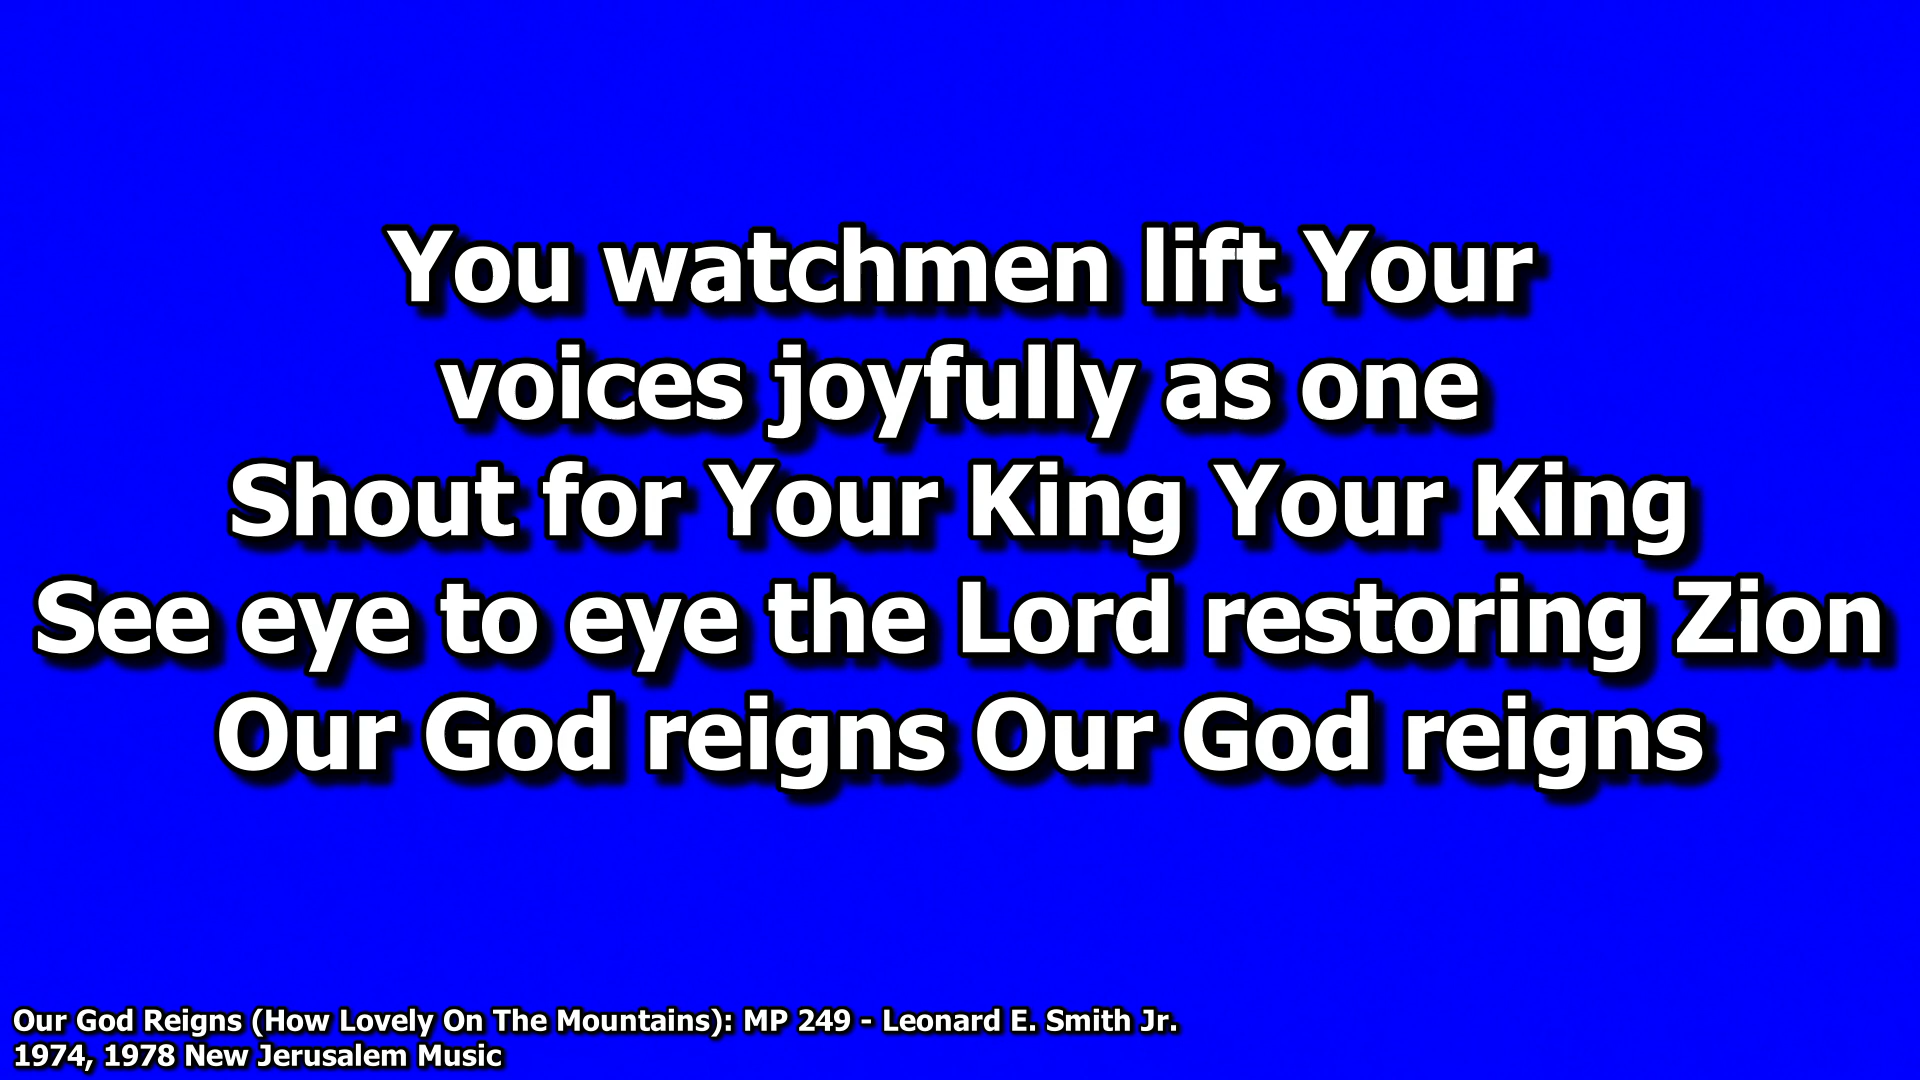 You watchmen lift Your
voices joyfully as one
Shout for Your King Your King
See eye to eye the Lord restoring Zion
Our God reigns Our God reigns
Our God Reigns (How Lovely On The Mountains): MP 249 - Leonard E. Smith Jr.
1974, 1978 New Jerusalem Music